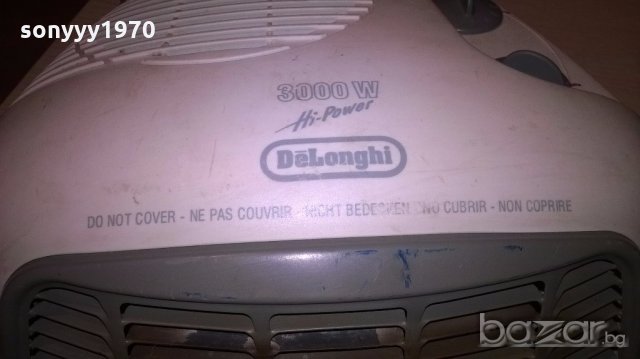 sonyyy1970
3000 W
Hi-Power
DeLonghi
DO NOT COVER - NE PAS COUVRIR - NICHT BEDECKEN - NO CUBRIR - NON COPRIRE
bazar.bg